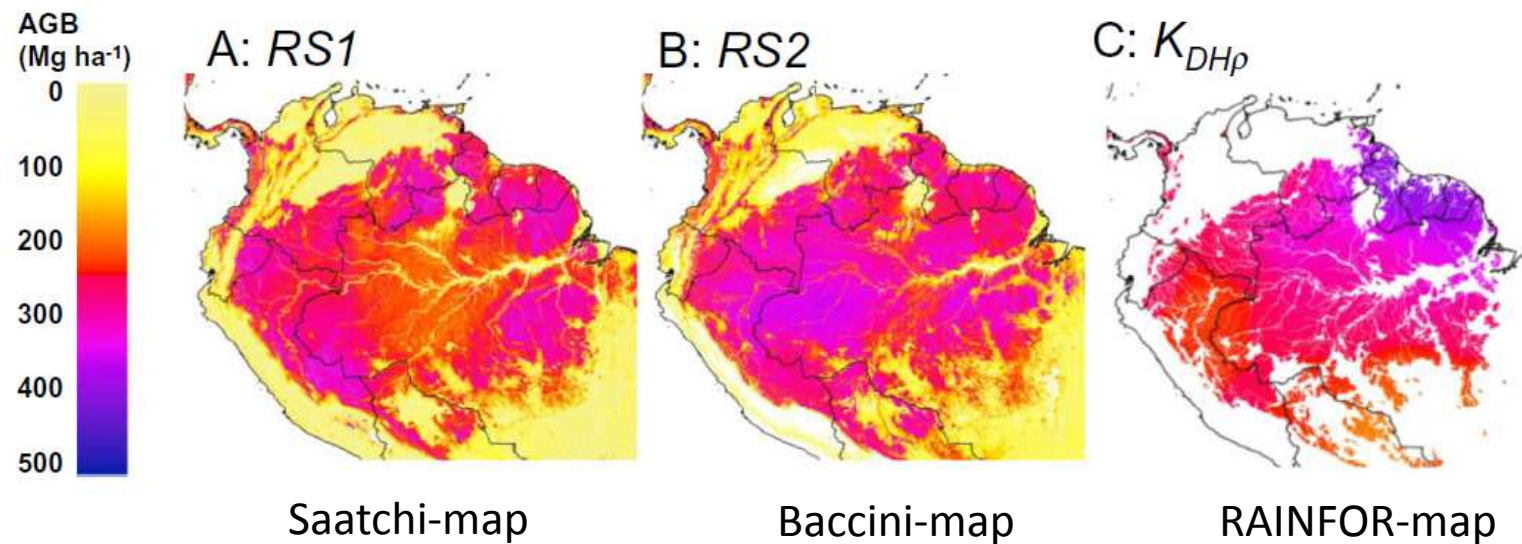 AGB
(Mg ha⁻¹)
0
100
200
300
400
500
A: RS1
B: RS2
C: K_DHρ
Saatchi-map
Baccini-map
RAINFOR-map